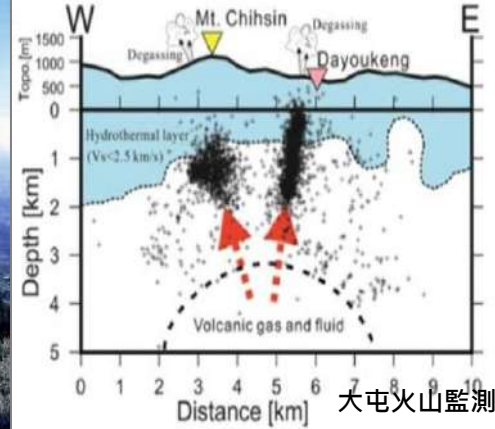 W
E
Mt. Chihsin
Degassing
Degassing
Dayoukeng
Topo.[m]
1500
1000
500
0
Hydrothermal layer
(Vs<2.5 km/s)
Depth [km]
1
2
3
4
5
Volcanic gas and fluid
0 1 2 3 4 5 6 7 8 9 10
Distance [km]
大屯火山監測